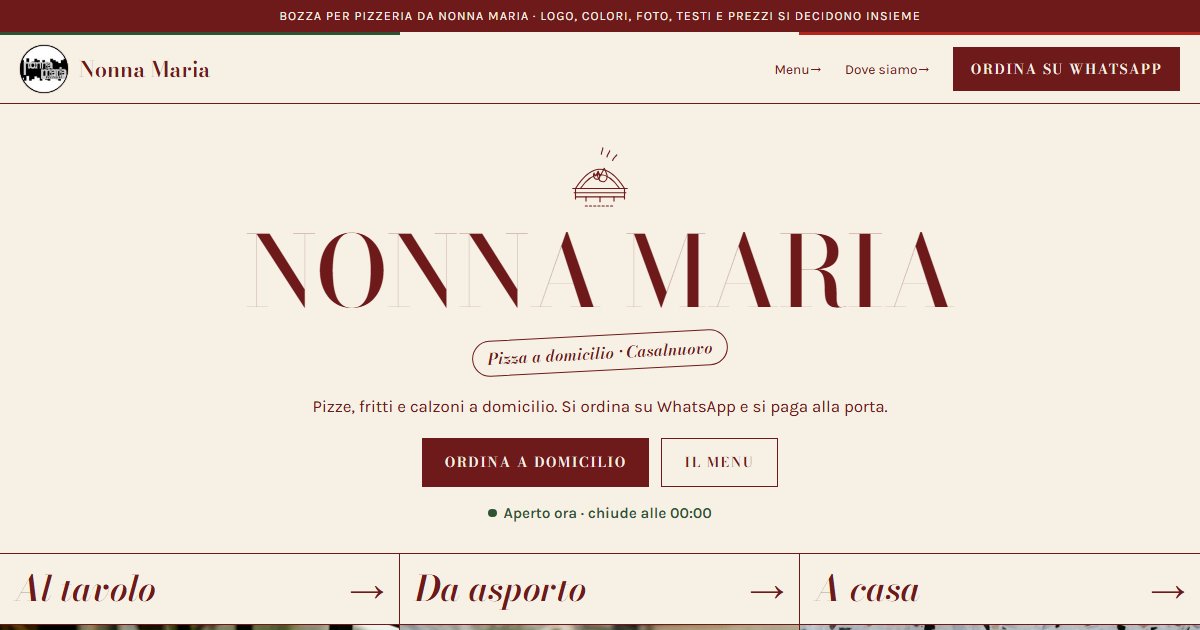 BOZZA PER PIZZERIA DA NONNA MARIA · LOGO, COLORI, FOTO, TESTI E PREZZI SI DECIDONO INSIEME
Nonna Maria
Menu→
Dove siamo→
ORDINA SU WHATSAPP
NONNA MARIA
Pizza a domicilio · Casalnuovo
Pizze, fritti e calzoni a domicilio. Si ordina su WhatsApp e si paga alla porta.
ORDINA A DOMICILIO
IL MENU
Aperto ora · chiude alle 00:00
Al tavolo →
Da asporto →
A casa →